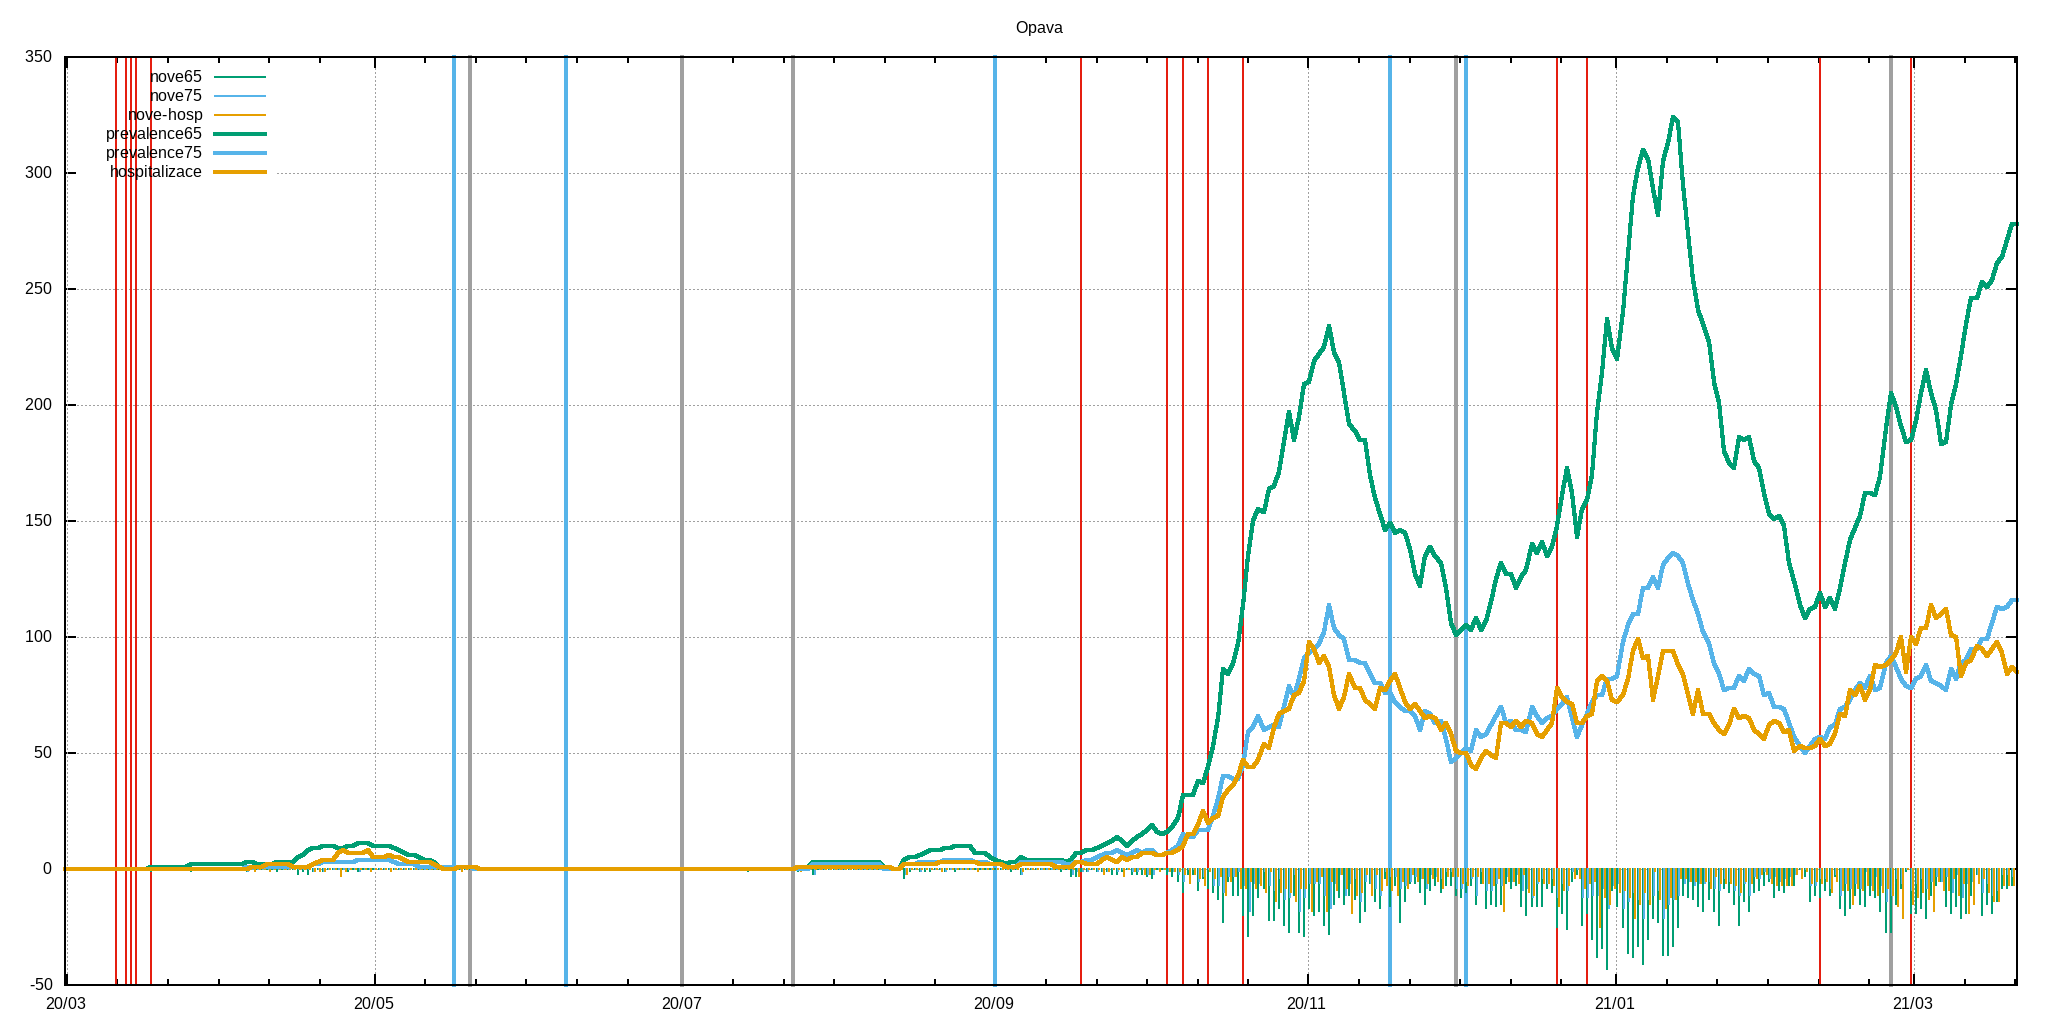 Opava
350
300
250
200
150
100
50
0
-50
nove65
nove75
nove-hosp
prevalence65
prevalence75
hospitalizace
20/03 20/05 20/07 20/09 20/11 21/01 21/03